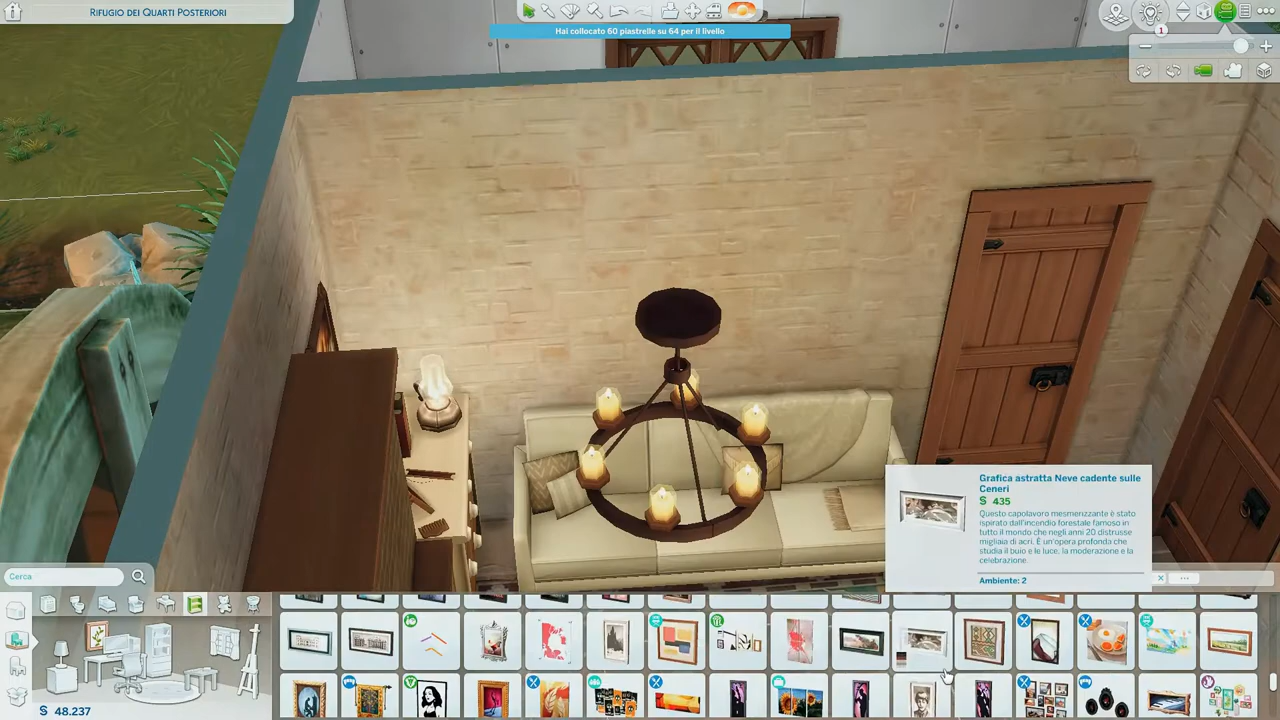 RIFUGIO DEI QUARTI POSTERIORI
Hai collocato 60 piastrelle su 64 per il livello
1
Grafica astratta Neve cadente sulle
Ceneri
§ 435
Questo capolavoro mesmerizzante è stato
ispirato dall'incendio forestale famoso in
tutto il mondo che negli anni 20 distrusse
migliaia di acri. È un'opera profonda che
studia il buio e le luce, la moderazione e la
celebrazione.
Ambiente: 2
Cerca
§ 48.237